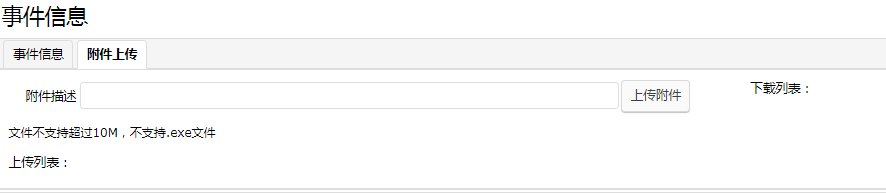 事件信息
事件信息 附件上传
附件描述 上传附件 下载列表：
文件不支持超过10M，不支持.exe文件
上传列表：